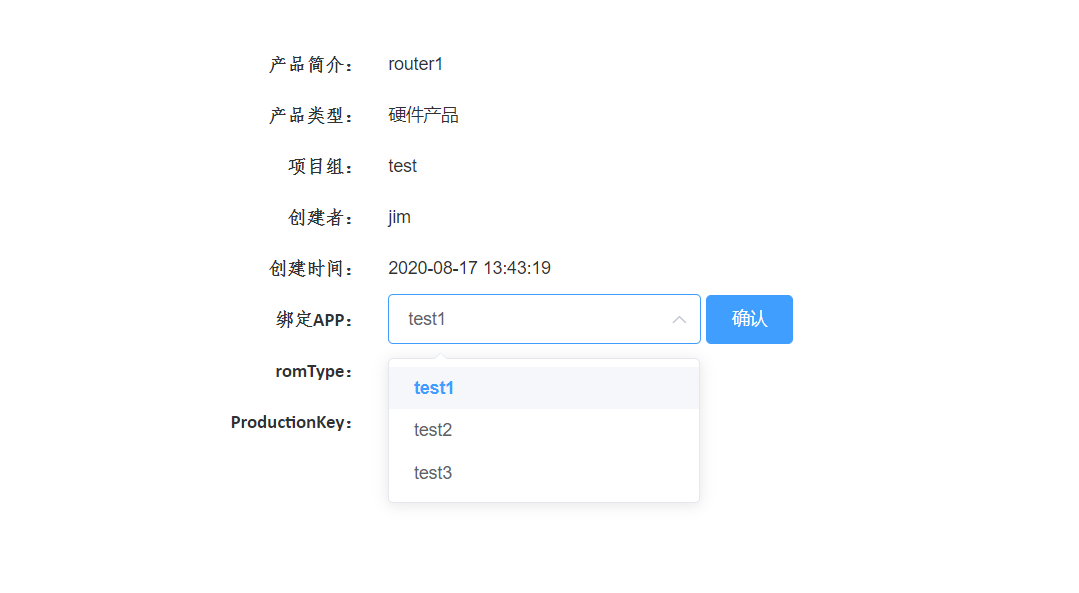 产品简介： router1
产品类型： 硬件产品
项目组： test
创建者： jim
创建时间： 2020-08-17 13:43:19
绑定APP： test1 确认
romType：
test1
ProductionKey：
test2
test3